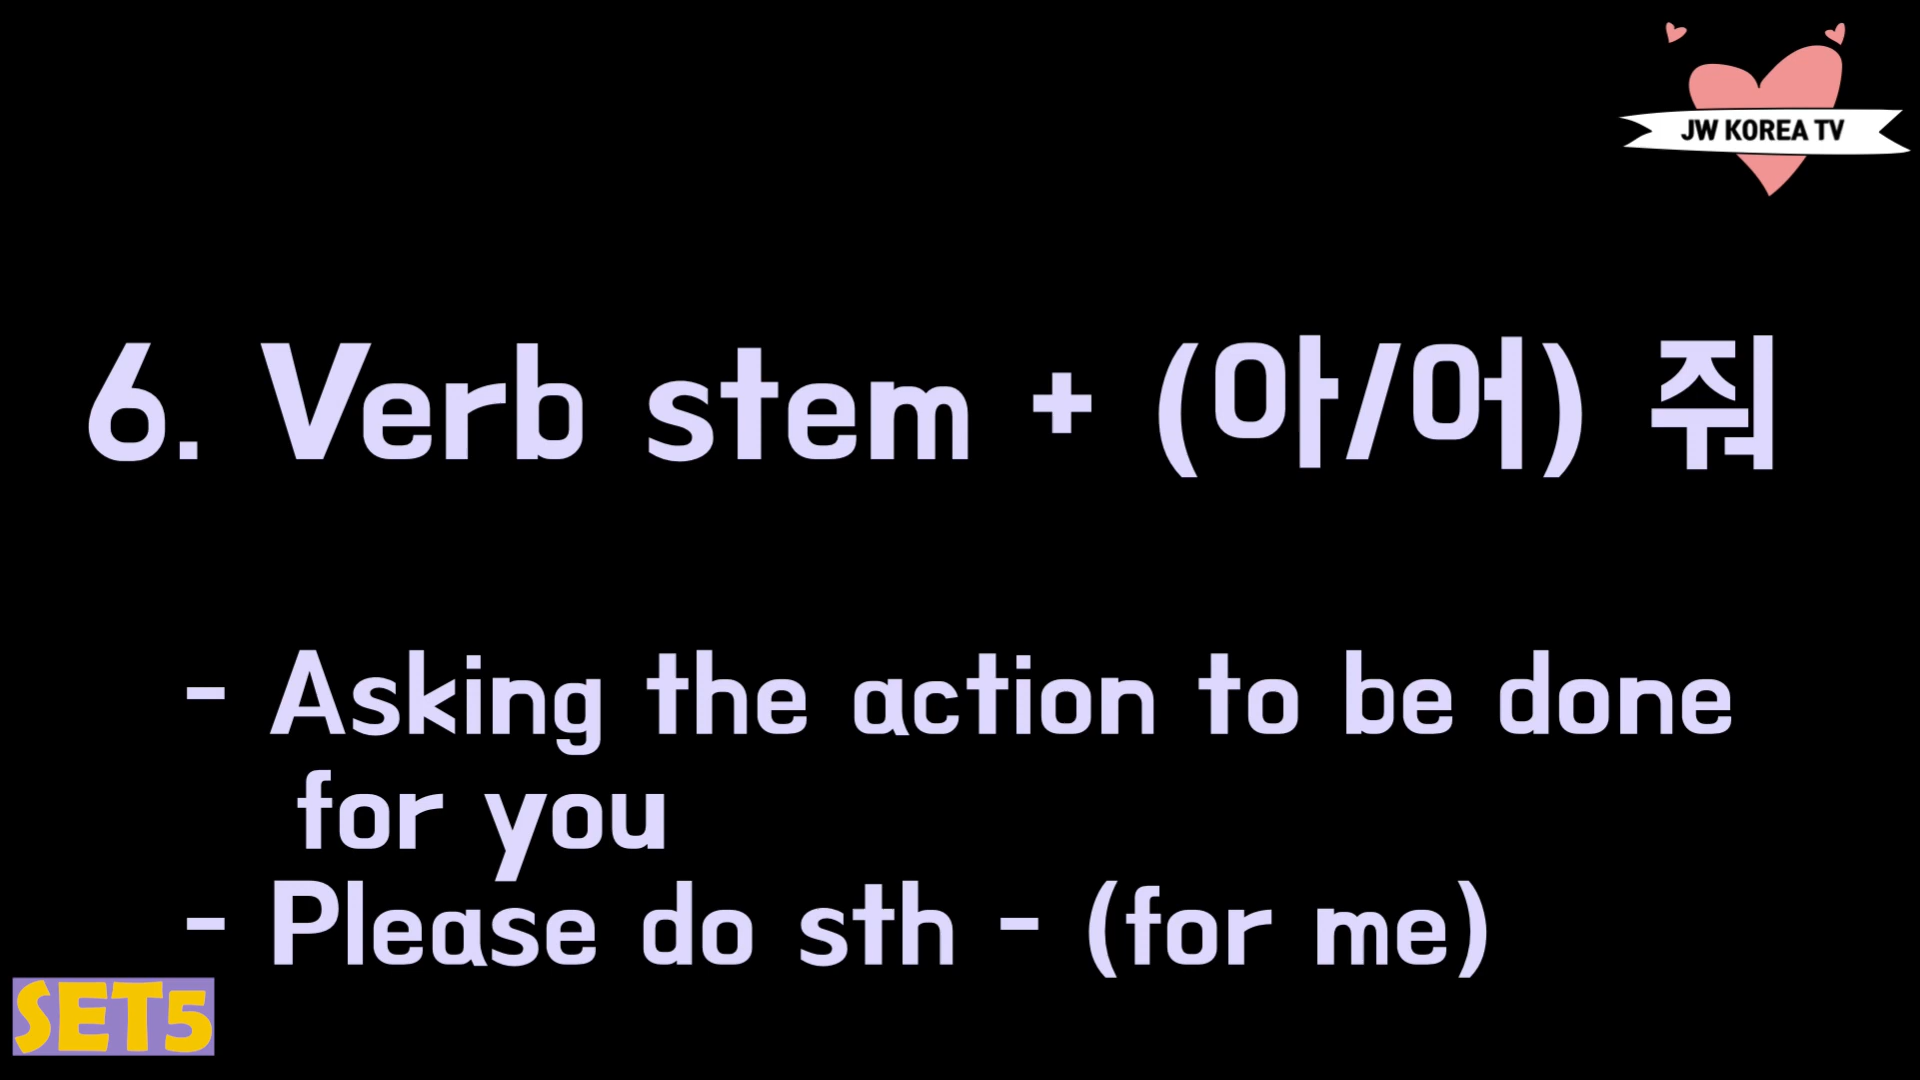 JW KOREA TV
6. Verb stem + (아/어) 줘
- Asking the action to be done
for you
- Please do sth - (for me)
SET5